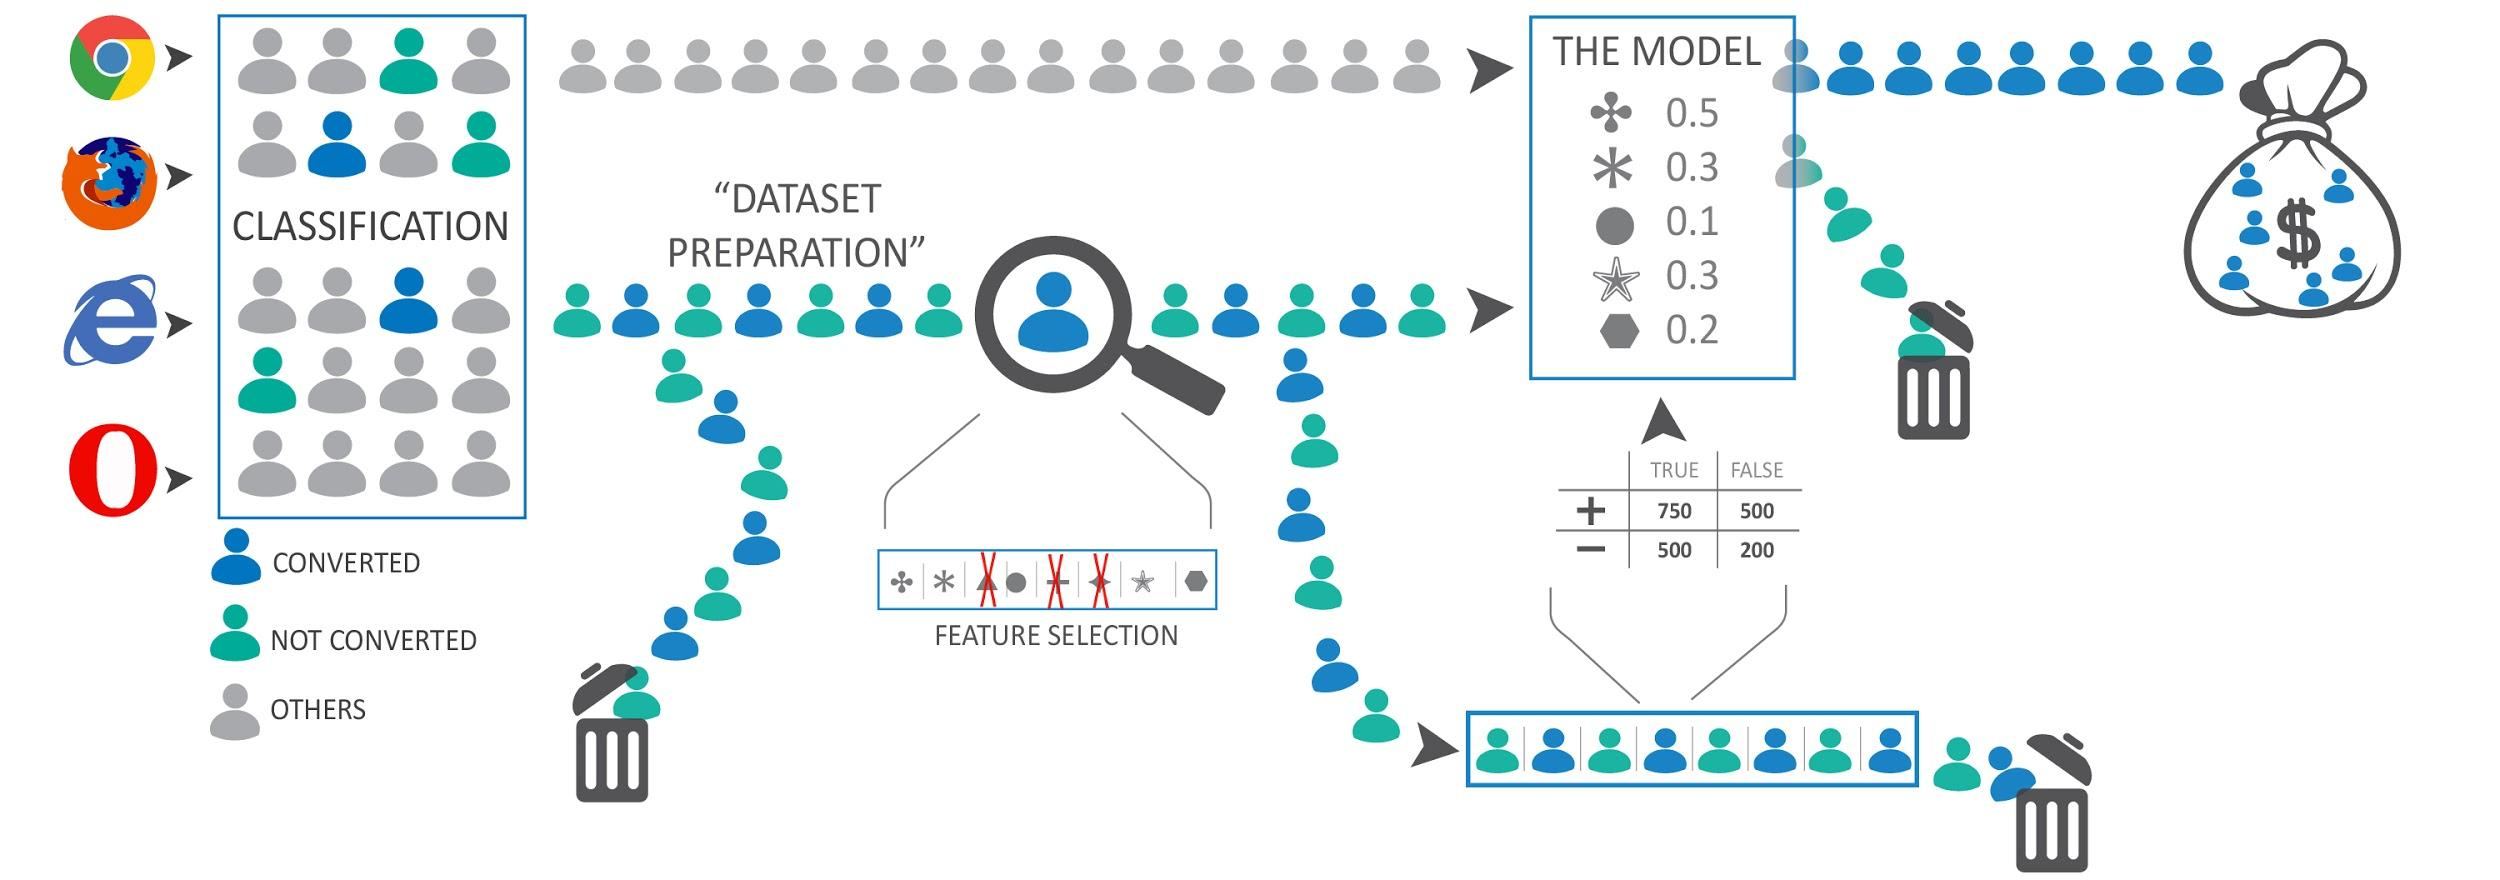 CLASSIFICATION
CONVERTED
NOT CONVERTED
OTHERS
“DATASET
PREPARATION”
FEATURE SELECTION
THE MODEL
0.5
0.3
0.1
0.3
0.2
TRUE FALSE
+ 750 500
− 500 200
$